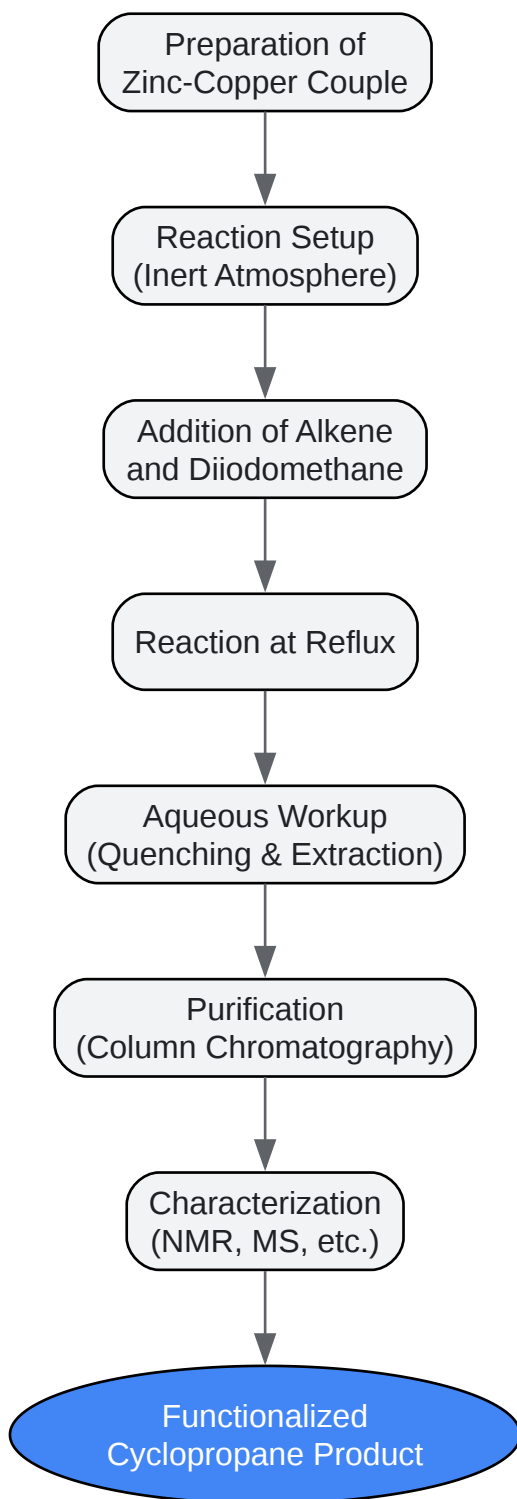 Preparation of
Zinc-Copper Couple
Reaction Setup
(Inert Atmosphere)
Addition of Alkene
and Diiodomethane
Reaction at Reflux
Aqueous Workup
(Quenching & Extraction)
Purification
(Column Chromatography)
Characterization
(NMR, MS, etc.)
Functionalized
Cyclopropane Product